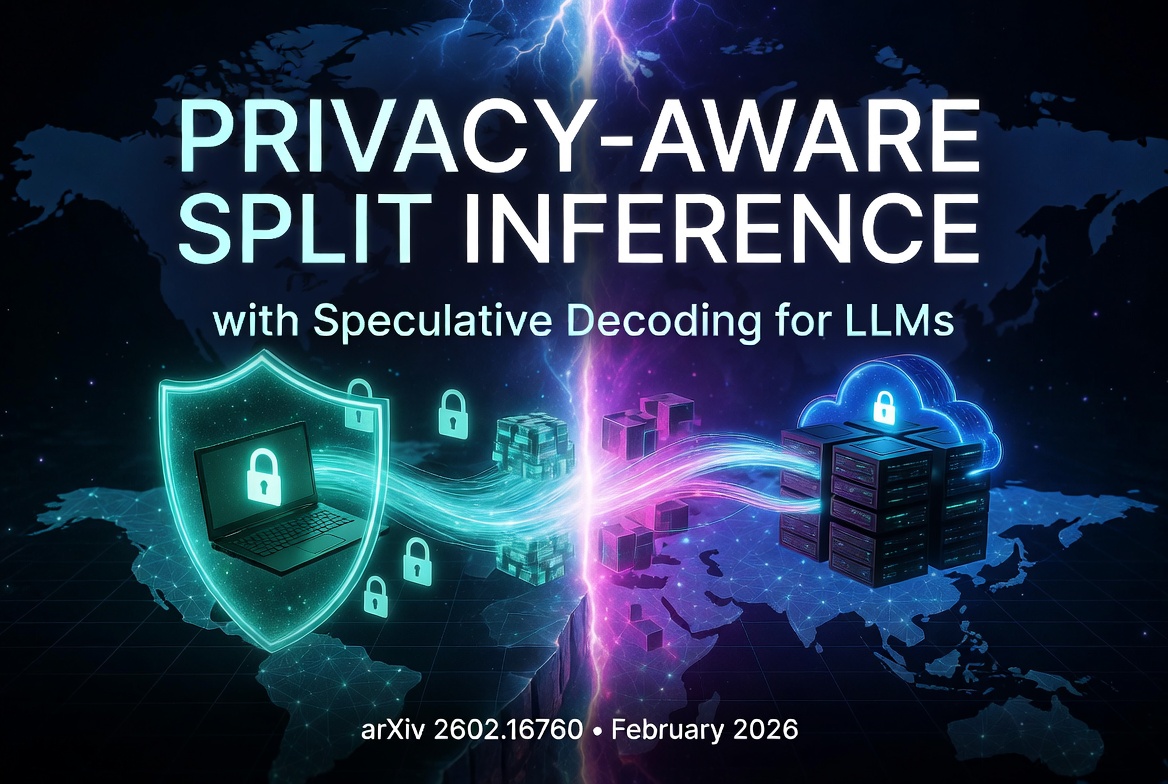 PRIVACY-AWARE
SPLIT INFERENCE
with Speculative Decoding for LLMs
arXiv 2602.16760 • February 2026